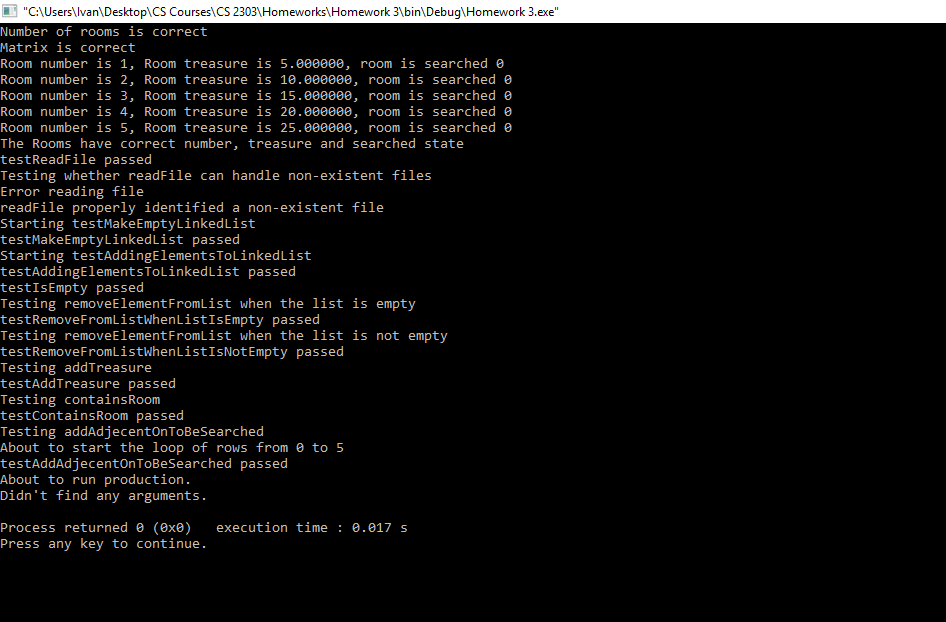 "C:\Users\Ivan\Desktop\CS Courses\CS 2303\Homeworks\Homework 3\bin\Debug\Homework 3.exe"
Number of rooms is correct
Matrix is correct
Room number is 1, Room treasure is 5.000000, room is searched 0
Room number is 2, Room treasure is 10.000000, room is searched 0
Room number is 3, Room treasure is 15.000000, room is searched 0
Room number is 4, Room treasure is 20.000000, room is searched 0
Room number is 5, Room treasure is 25.000000, room is searched 0
The Rooms have correct number, treasure and searched state
testReadFile passed
Testing whether readFile can handle non-existent files
Error reading file
readFile properly identified a non-existent file
Starting testMakeEmptyLinkedList
testMakeEmptyLinkedList passed
Starting testAddingElementsToLinkedList
testAddingElementsToLinkedList passed
testIsEmpty passed
Testing removeElementFromList when the list is empty
testRemoveFromListWhenListIsEmpty passed
Testing removeElementFromList when the list is not empty
testRemoveFromListWhenListIsNotEmpty passed
Testing addTreasure
testAddTreasure passed
Testing containsRoom
testContainsRoom passed
Testing addAdjecentOnToBeSearched
About to start the loop of rows from 0 to 5
testAddAdjecentOnToBeSearched passed
About to run production.
Didn't find any arguments.
Process returned 0 (0x0)   execution time : 0.017 s
Press any key to continue.